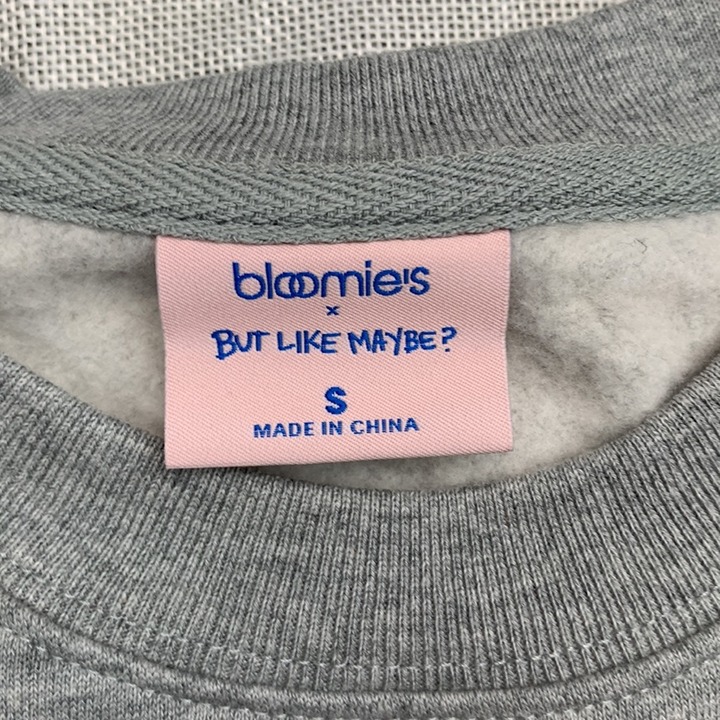 bloomie's
x
BUT LIKE MAYBE?
S
MADE IN CHINA